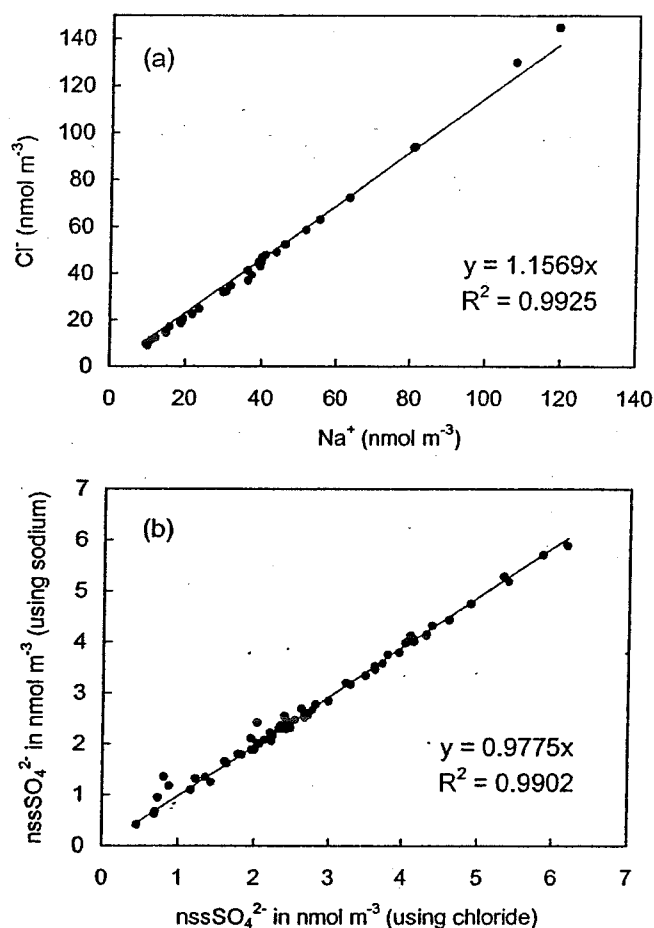 140
(a)
120
100
80
60
40
20
0
Cl⁻ (nmol m⁻³)
y = 1.1569x
R² = 0.9925
0 20 40 60 80 100 120 140
Na⁺ (nmol m⁻³)
7
(b)
6
5
4
3
2
1
0
nssSO₄²⁻ in nmol m⁻³ (using sodium)
y = 0.9775x
R² = 0.9902
0 1 2 3 4 5 6 7
nssSO₄²⁻ in nmol m⁻³ (using chloride)